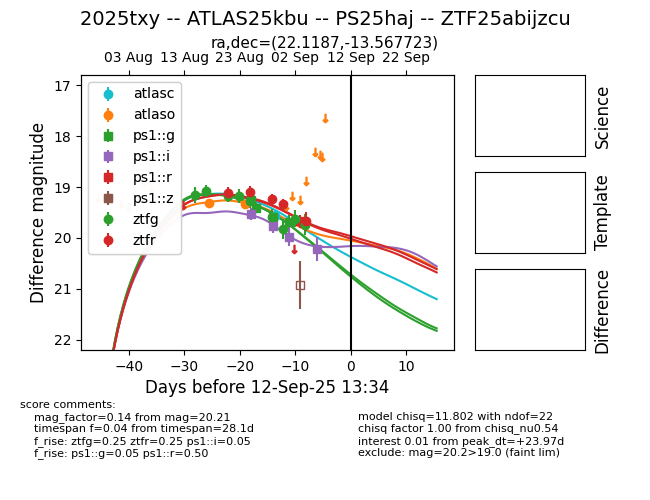 2025txy -- ATLAS25kbu -- PS25haj -- ZTF25abijzcu
ra,dec=(22.1187,-13.567723)
03 Aug 13 Aug 23 Aug 02 Sep 12 Sep 22 Sep
17
18
19
20
21
22
Difference magnitude
atlasc
atlaso
ps1::g
ps1::i
ps1::r
ps1::z
ztfg
ztfr
−40 −30 −20 −10 0 10
Days before 12-Sep-25 13:34
Science
Template
Difference
score comments:
mag_factor=0.14 from mag=20.21
timespan f=0.04 from timespan=28.1d
f_rise: ztfg=0.25 ztfr=0.25 ps1::i=0.05
f_rise: ps1::g=0.05 ps1::r=0.50
model chisq=11.802 with ndof=22
chisq factor 1.00 from chisq_nu0.54
interest 0.01 from peak_dt=+23.97d
exclude: mag=20.2>19.0 (faint lim)